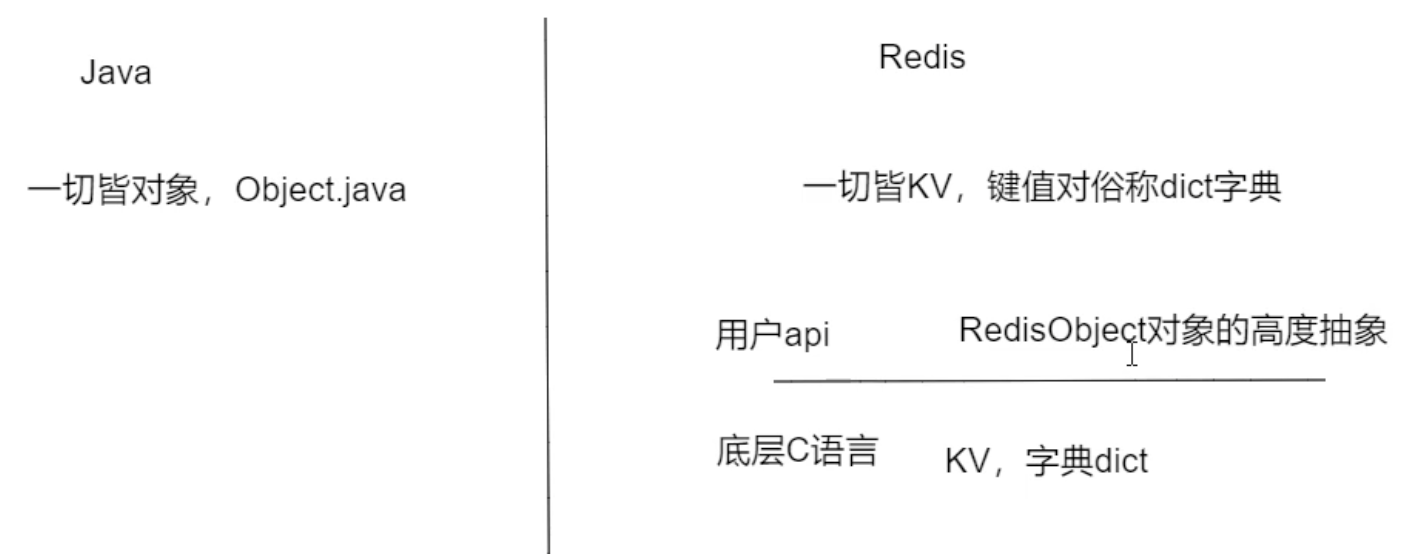 Java
一切皆对象，Object.java
Redis
一切皆KV，键值对俗称dict字典
用户api
RedisObject对象的高度抽象
底层C语言
KV，字典dict